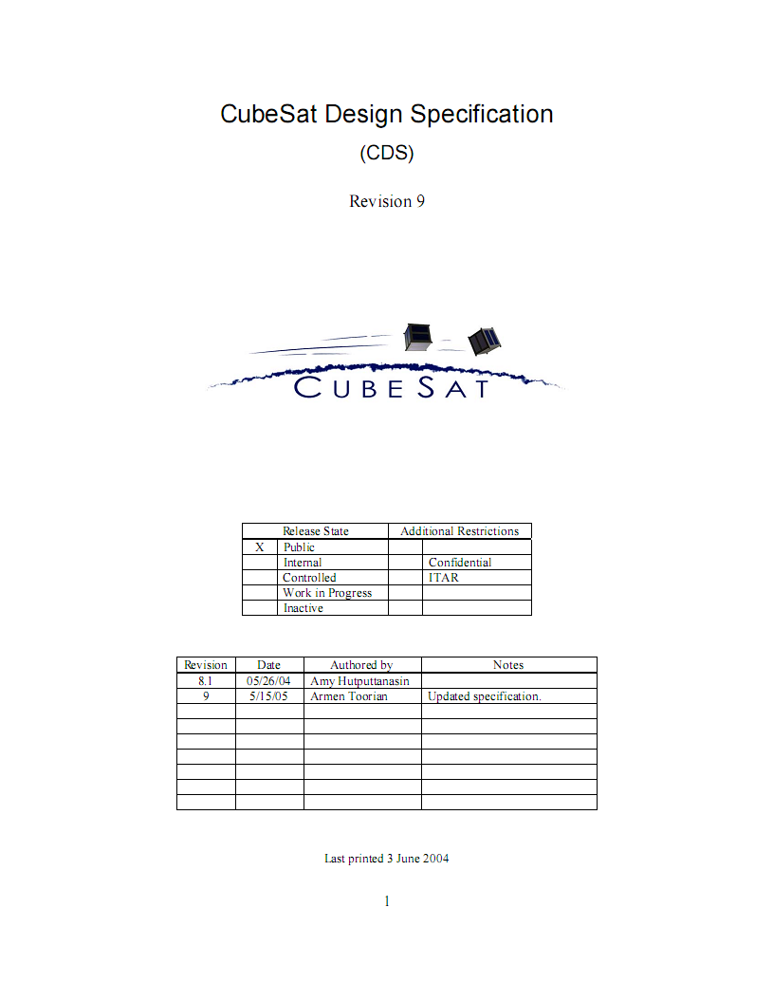 CubeSat Design Specification
(CDS)
Revision 9
CUBESAT
Release State Additional Restrictions
X Public
Internal Confidential
Controlled ITAR
Work in Progress
Inactive
Revision Date Authored by Notes
8.1 05/26/04 Amy Hutputtanasin
9 5/15/05 Armen Toorian Updated specification.
Last printed 3 June 2004
1